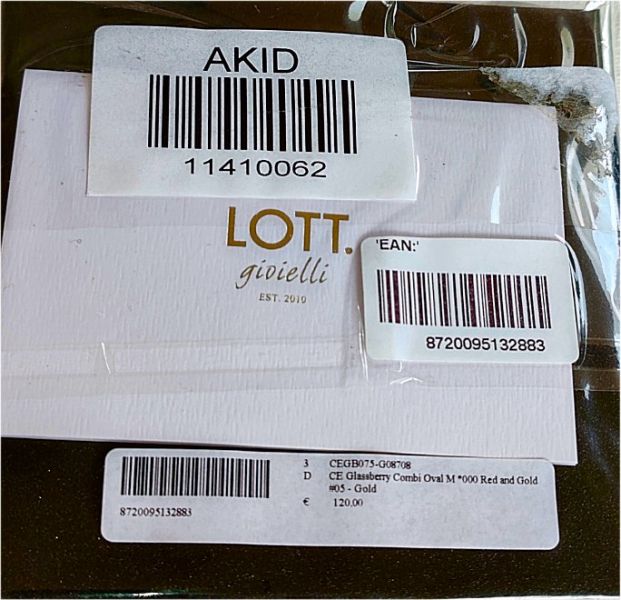 AKID
11410062
LOTT.
gioielli
EST. 2010
'EAN:'
8720095132883
3 CEGB075-G08708
D CE Glassberry Combi Oval M *000 Red and Gold
#05 - Gold
€ 120,00
8720095132883